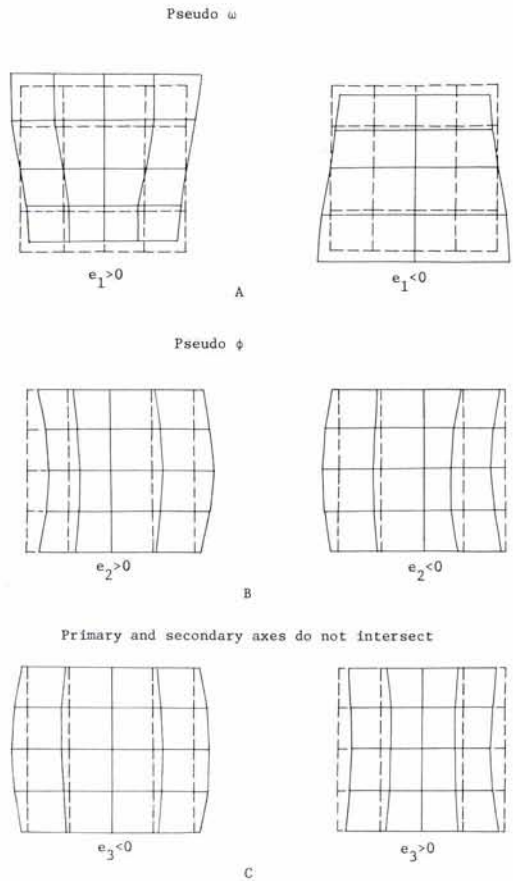 Pseudo ω
e₁>0
e₁<0
A
Pseudo ϕ
e₂>0
e₂<0
B
Primary and secondary axes do not intersect
e₃<0
e₃>0
C